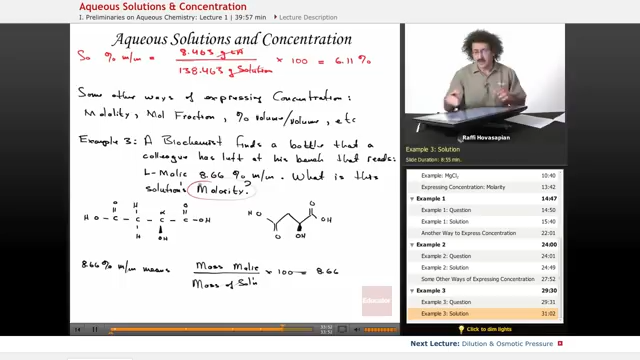 Aqueous Solutions & Concentration
I. Preliminaries on Aqueous Chemistry: Lecture 1 | 39:57 min
Lecture Description
Aqueous Solutions and Concentration
So % m/m = 8.463 g
138.463 g Solution
× 100 = 6.11 %
Some other ways of expressing Concentration:
Molality, Mol Fraction, % volume/volume, etc
Example 3: A Biochemist finds a bottle that a
colleague has left at his bench that reads:
L-Malic 8.66 % m/m. What is this
solution's Molarity?
O H α O
HO - C - C - C - C - OH
H OH
HO O OH
O OH
8.66 % m/m means Mass Malic
Mass of Sol'n
× 100 = 8.66
Educator
Raffi Hovasapian
Example 3: Solution
Slide Duration: 8:55 min.
Example: MgCl2 10:40
Expressing Concentration: Molarity 13:42
Example 1 14:47
Example 1: Question 14:50
Example 1: Solution 15:40
Another Way to Express Concentration 22:01
Example 2 24:00
Example 2: Question 24:01
Example 2: Solution 24:49
Some Other Ways of Expressing Concentration 27:52
Example 3 29:30
Example 3: Question 29:31
Example 3: Solution 31:02
Click to dim lights
Next Lecture: Dilution & Osmotic Pressure